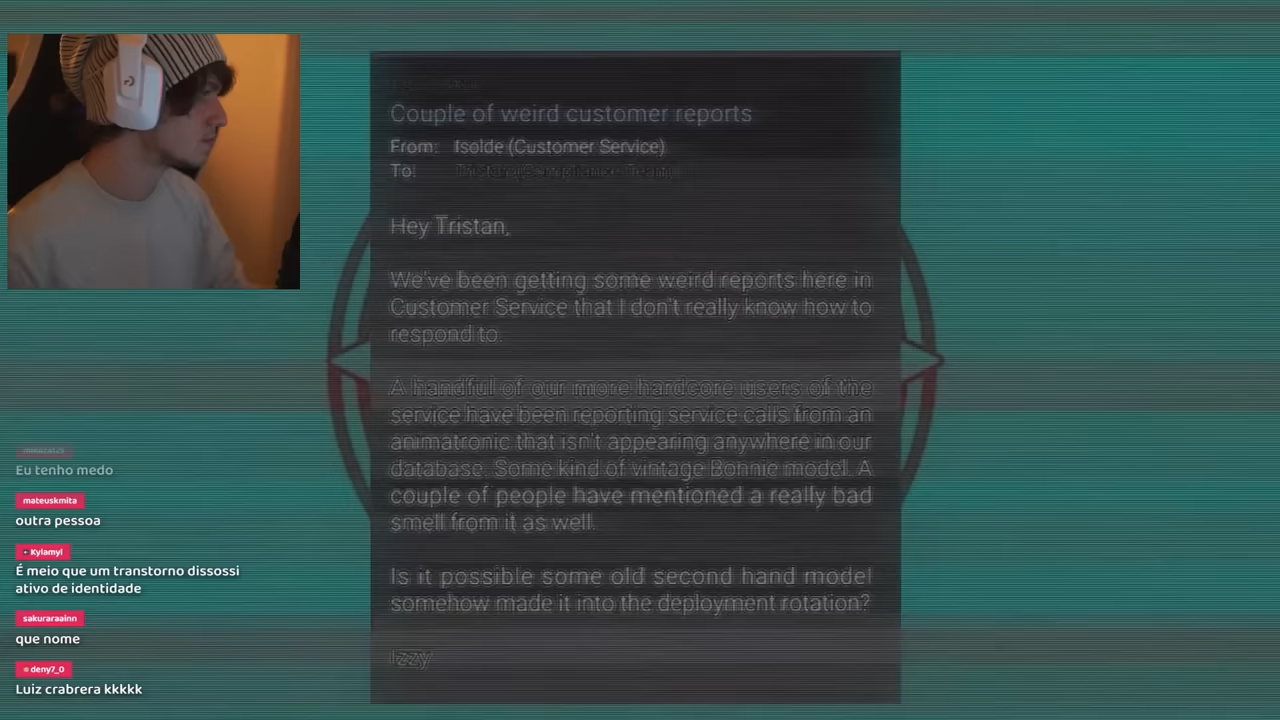 Couple of weird customer reports
From: Isolde (Customer Service)
To:
Hey Tristan,
We've been getting some weird reports here in
Customer Service that I don't really know how to
respond to.
A handful of our more hardcore users of the
service have been reporting service calls from an
animatronic that isn't appearing anywhere in our
database. Some kind of vintage Bonnie model. A
couple of people have mentioned a really bad
smell from it as well.
Is it possible some old second hand model
somehow made it into the deployment rotation?
Izzy
Eu tenho medo
mateuskmita
outra pessoa
Kylamyl
É meio que um transtorno dissossi
ativo de identidade
sakuraraainn
que nome
deny7_0
Luiz crabrera kkkkk